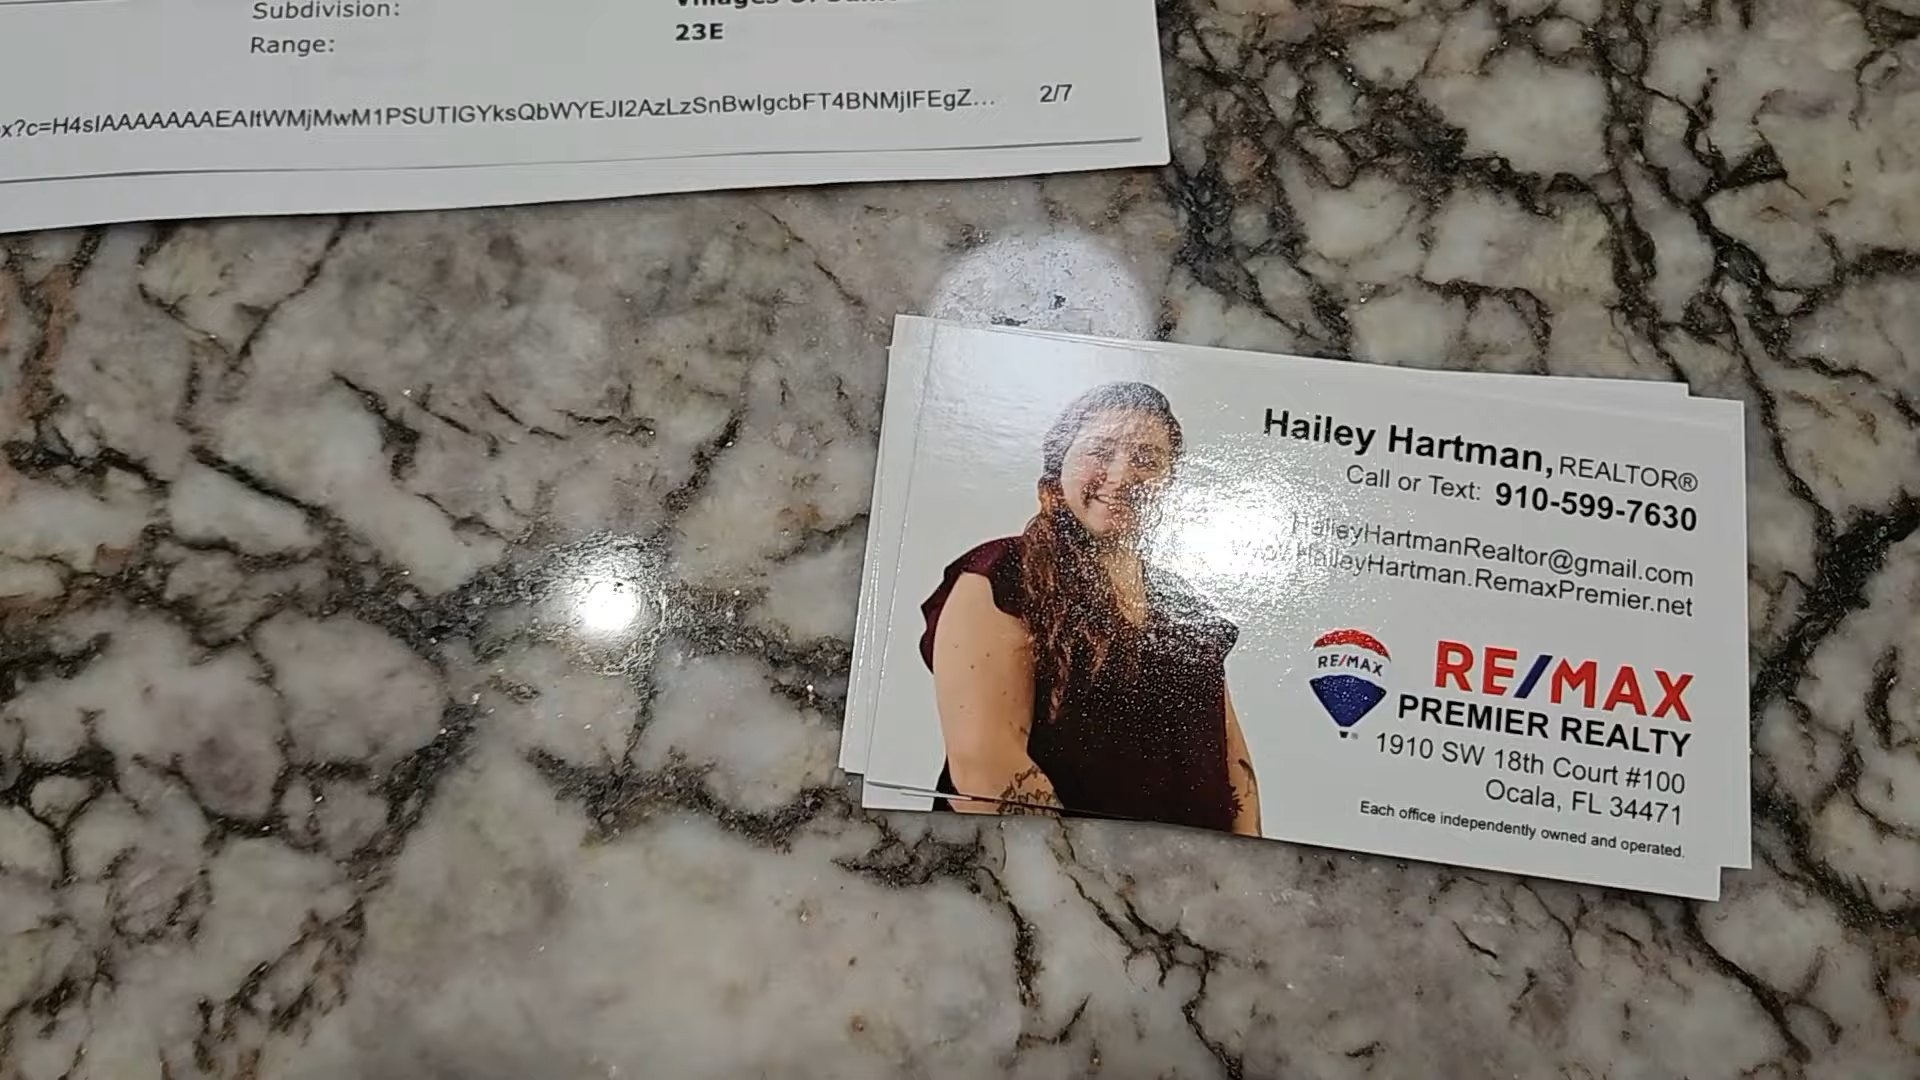 Subdivision:
Range:
23E
x?c=H4sIAAAAAAAEAItWMjMwM1PSUTIGYksQbWYEJI2AzLzSnBwIgcbFT4BNMjIFEgZ... 2/7
Hailey Hartman, REALTOR®
Call or Text: 910-599-7630
HaileyHartmanRealtor@gmail.com
HaileyHartman.RemaxPremier.net
RE/MAX
RE/MAX
PREMIER REALTY
1910 SW 18th Court #100
Ocala, FL 34471
Each office independently owned and operated.